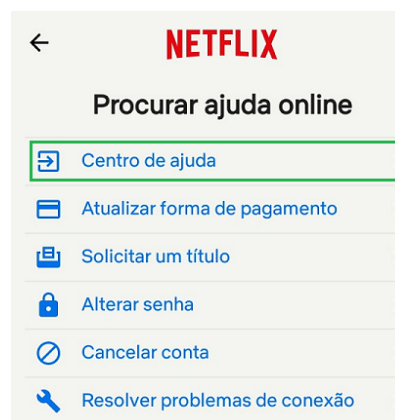 NETFLIX
Procurar ajuda online
Centro de ajuda
Atualizar forma de pagamento
Solicitar um título
Alterar senha
Cancelar conta
Resolver problemas de conexão